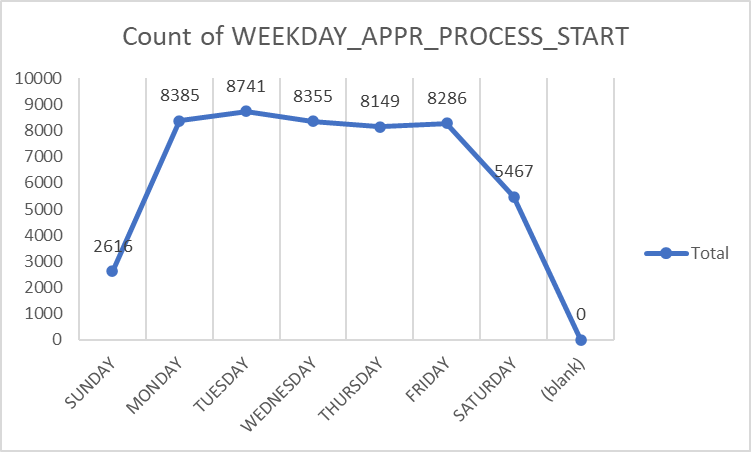 Count of WEEKDAY_APPR_PROCESS_START
10000
9000
8000
7000
6000
5000
4000
3000
2000
1000
0
2616
8385
8741
8355
8149
8286
5467
0
SUNDAY
MONDAY
TUESDAY
WEDNESDAY
THURSDAY
FRIDAY
SATURDAY
(blank)
Total